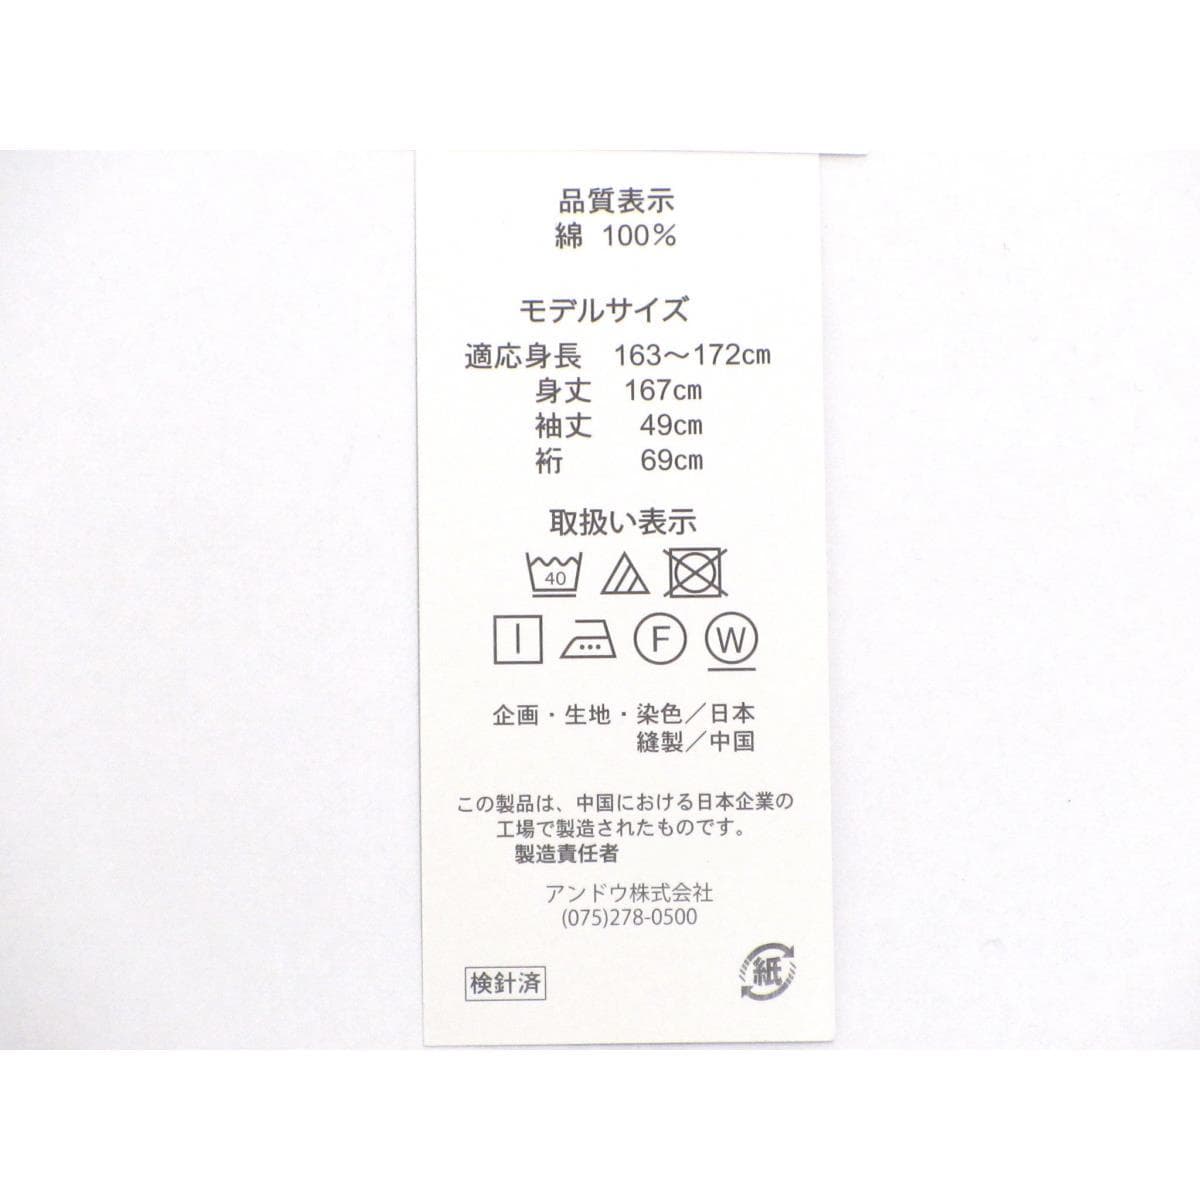 品質表示
綿 100%
モデルサイズ
適応身長 163～172cm
身丈 167cm
袖丈 49cm
裄 69cm
取扱い表示
40
F W
企画・生地・染色／日本
縫製／中国
この製品は、中国における日本企業の
工場で製造されたものです。
製造責任者
アンドウ株式会社
(075)278-0500
検針済
紙